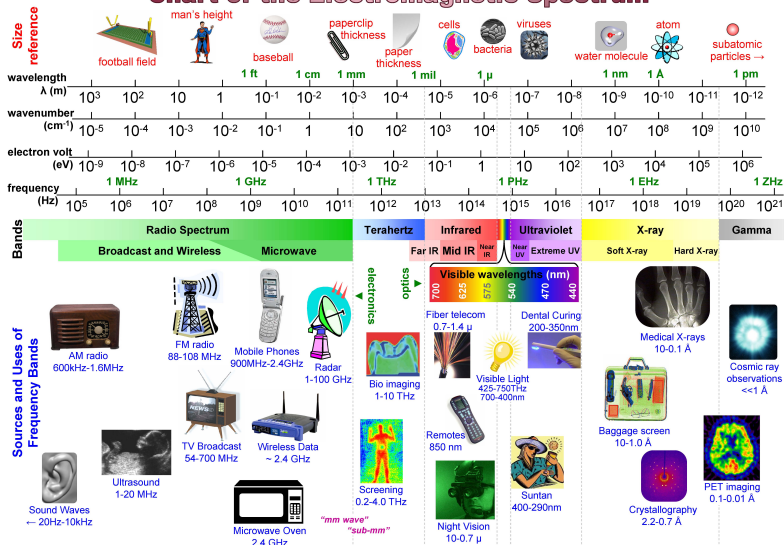 Chart of the Electromagnetic Spectrum
Size
reference
football field
man's height
baseball
paperclip
thickness
paper
thickness
cells
bacteria
viruses
water molecule
atom
subatomic
particles →
wavelength
λ (m)
1 ft
1 cm
1 mm
1 mil
1 µ
1 nm
1 Å
1 pm
10³ 10² 10 1 10⁻¹ 10⁻² 10⁻³ 10⁻⁴ 10⁻⁵ 10⁻⁶ 10⁻⁷ 10⁻⁸ 10⁻⁹ 10⁻¹⁰ 10⁻¹¹ 10⁻¹²
wavenumber
(cm⁻¹)
10⁻⁵ 10⁻⁴ 10⁻³ 10⁻² 10⁻¹ 1 10 10² 10³ 10⁴ 10⁵ 10⁶ 10⁷ 10⁸ 10⁹ 10¹⁰
electron volt
(eV)
10⁻⁹ 10⁻⁸ 10⁻⁷ 10⁻⁶ 10⁻⁵ 10⁻⁴ 10⁻³ 10⁻² 10⁻¹ 1 10 10² 10³ 10⁴ 10⁵ 10⁶
frequency
(Hz)
1 MHz
1 GHz
1 THz
1 PHz
1 EHz
1 ZHz
10⁵ 10⁶ 10⁷ 10⁸ 10⁹ 10¹⁰ 10¹¹ 10¹² 10¹³ 10¹⁴ 10¹⁵ 10¹⁶ 10¹⁷ 10¹⁸ 10¹⁹ 10²⁰ 10²¹
Bands
Radio Spectrum
Terahertz
Infrared
Ultraviolet
X-ray
Gamma
Broadcast and Wireless
Microwave
Far IR
Mid IR
Near
IR
Near
UV
Extreme UV
Soft X-ray
Hard X-ray
electronics
optics
Visible wavelengths (nm)
700
625
575
540
470
440
Sources and Uses of
Frequency Bands
AM radio
600kHz-1.6MHz
FM radio
88-108 MHz
Mobile Phones
900MHz-2.4GHz
Radar
1-100 GHz
Bio imaging
1-10 THz
Fiber telecom
0.7-1.4 µ
Visible Light
425-750THz
700-400nm
Dental Curing
200-350nm
Medical X-rays
10-0.1 Å
Cosmic ray
observations
<<1 Å
NEWS
TV Broadcast
54-700 MHz
Wireless Data
~ 2.4 GHz
Remotes
850 nm
Baggage screen
10-1.0 Å
Sound Waves
← 20Hz-10kHz
Ultrasound
1-20 MHz
Microwave Oven
2.4 GHz
Screening
0.2-4.0 THz
"mm wave"
"sub-mm"
Night Vision
10-0.7 µ
Suntan
400-290nm
Crystallography
2.2-0.7 Å
PET imaging
0.1-0.01 Å